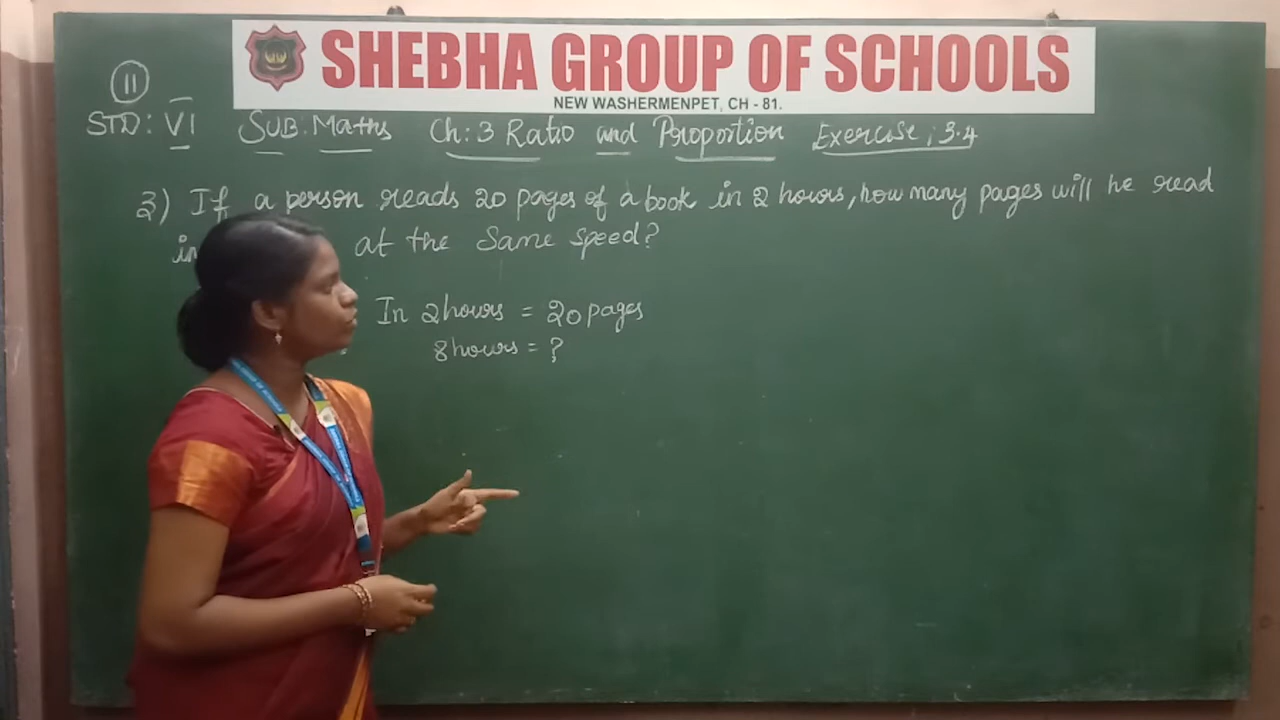 SHEBHA GROUP OF SCHOOLS
NEW WASHERMENPET, CH - 81.
11
STD: VI SUB: Maths Ch: 3 Ratio and Proportion Exercise: 3.4
3) If a person reads 20 pages of a book in 2 hours, how many pages will he read
in at the Same speed?
In 2 hours = 20 pages
8 hours = ?